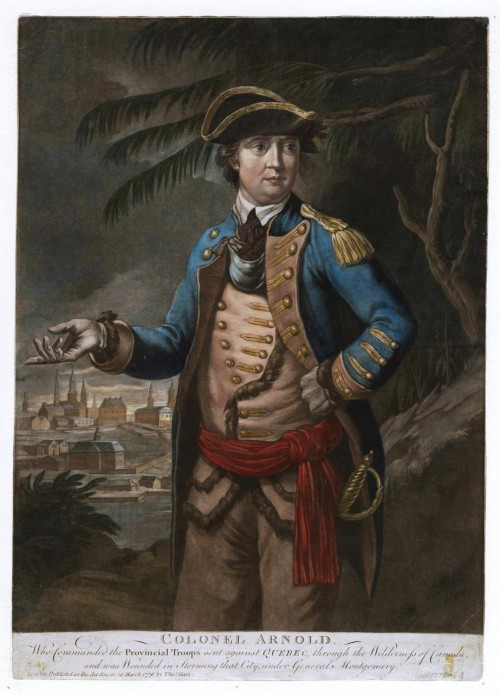 COLONEL ARNOLD.
Who Commanded the Provincial Troops sent against QUEBEC, through the Wilderness of Canada,
and was Wounded in Storming that City, under General Montgomery.
London, Published as the Act directs 26 March 1776 by Tho.s Hart.